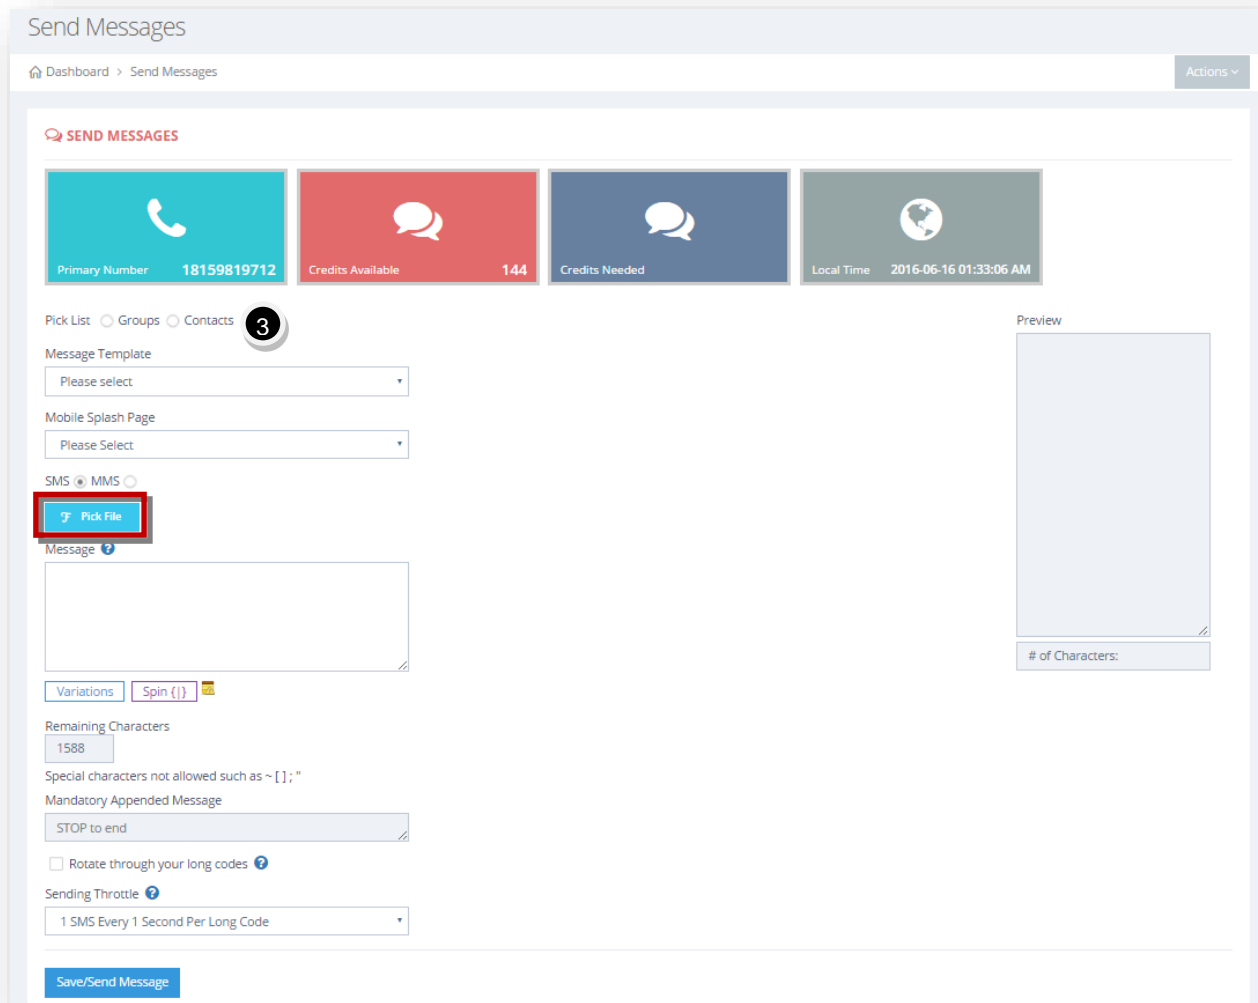 Send Messages
Dashboard > Send Messages
Actions
SEND MESSAGES
Primary Number 18159819712
Credits Available 144
Credits Needed
Local Time 2016-06-16 01:33:06 AM
Pick List Groups Contacts 3
Preview
Message Template
Please select
Mobile Splash Page
Please Select
SMS MMS
Pick File
Message ?
# of Characters:
Variations Spin {|}
Remaining Characters
1588
Special characters not allowed such as ~ [ ] ; "
Mandatory Appended Message
STOP to end
Rotate through your long codes ?
Sending Throttle ?
1 SMS Every 1 Second Per Long Code
Save/Send Message